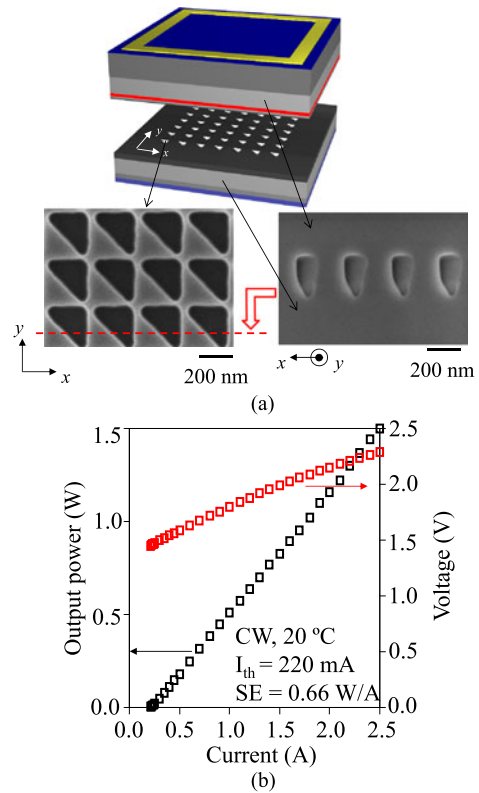 y
x
y
x
200 nm
x
y
200 nm
(a)
1.5
1.0
0.5
0.0
Output power (W)
2.5
2.0
1.5
1.0
0.5
0.0
Voltage (V)
CW, 20 ºC
Ith = 220 mA
SE = 0.66 W/A
0.0 0.5 1.0 1.5 2.0 2.5
Current (A)
(b)